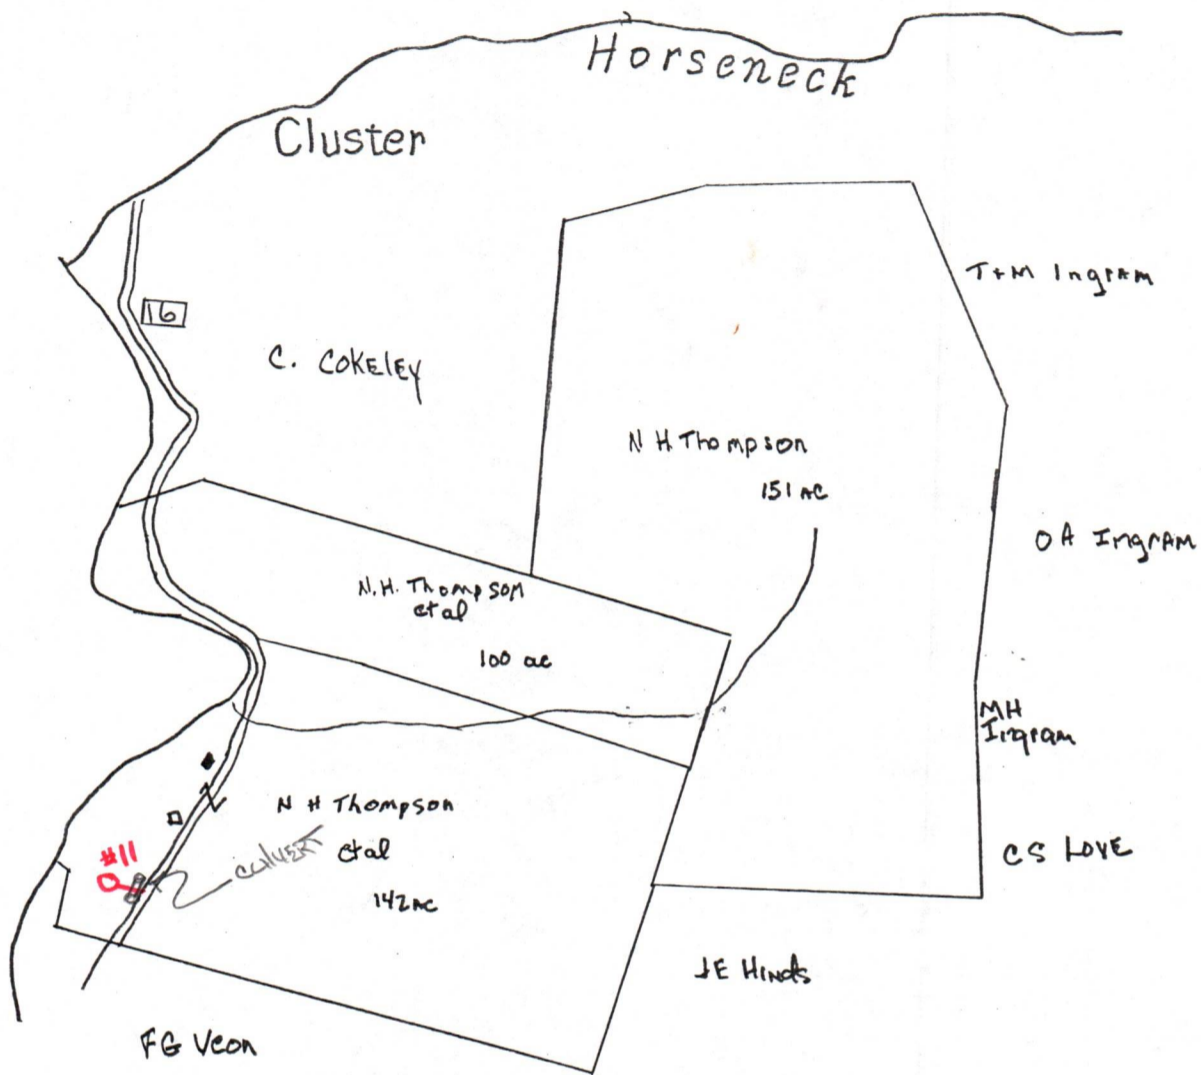 Horseneck
Cluster
T+M Ingram
16
C. COKELEY
N H Thompson
151 AC
OA IngRAM
N.H. Thompson
et al
100 ac
MH
Ingram
N H Thompson
et al
142 AC
#11
CULVERT
CS LOVE
JE Hinds
FG Veon